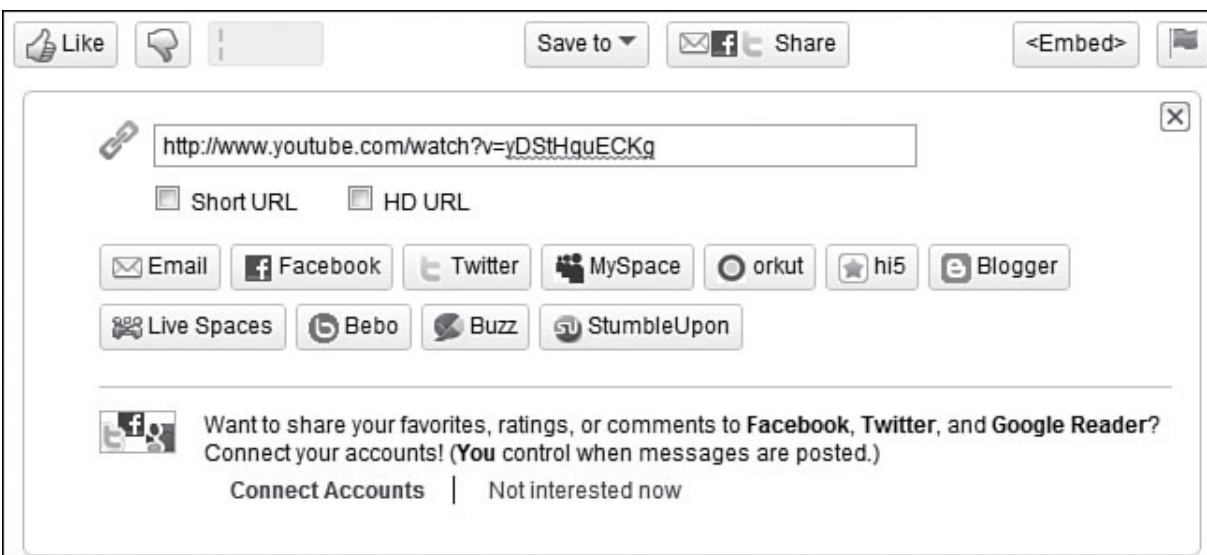 Like Save to Share <Embed>
http://www.youtube.com/watch?v=yDStHquECKg
Short URL HD URL
Email Facebook Twitter MySpace orkut hi5 Blogger
Live Spaces Bebo Buzz StumbleUpon
Want to share your favorites, ratings, or comments to Facebook, Twitter, and Google Reader?
Connect your accounts! (You control when messages are posted.)
Connect Accounts | Not interested now